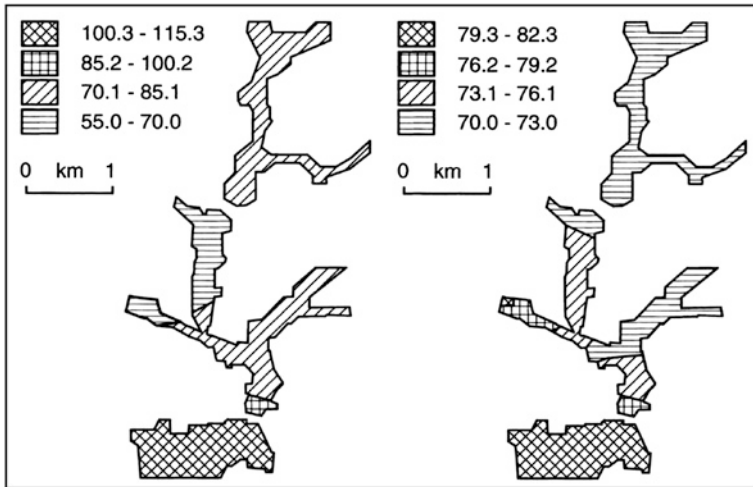 100.3 - 115.3
85.2 - 100.2
70.1 - 85.1
55.0 - 70.0
0 km 1
79.3 - 82.3
76.2 - 79.2
73.1 - 76.1
70.0 - 73.0
0 km 1